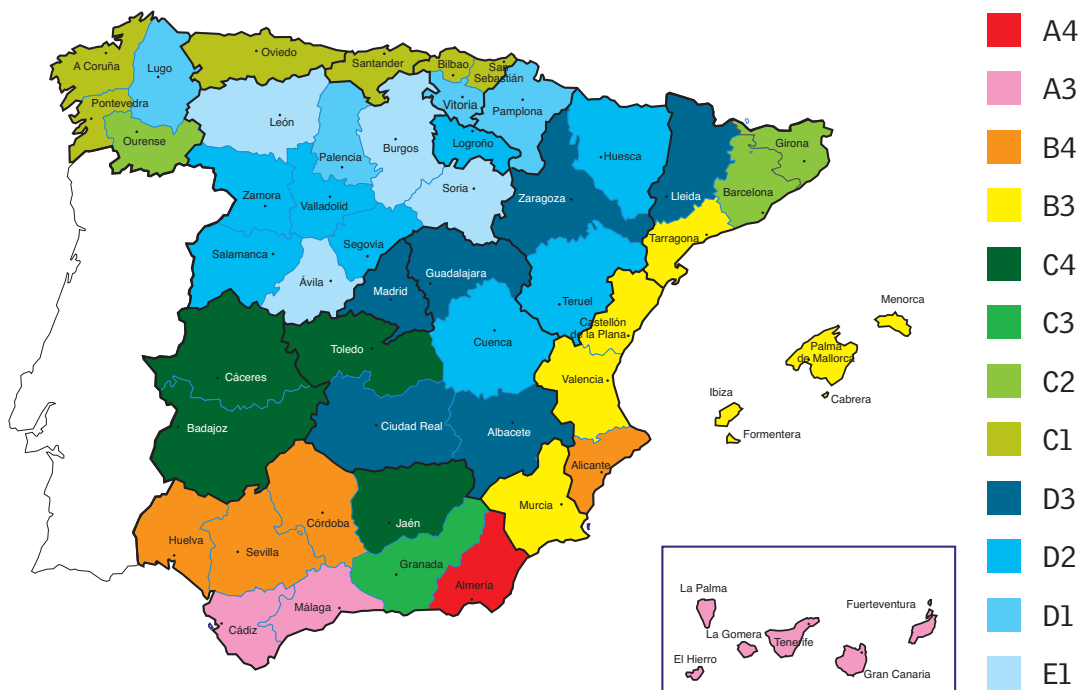 A Coruña
Lugo
Oviedo
Santander
Bilbao
San
Sebastián
Pontevedra
Ourense
León
Palencia
Burgos
Vitoria
Pamplona
Logroño
Huesca
Lleida
Girona
Barcelona
Zamora
Valladolid
Soria
Zaragoza
Tarragona
Salamanca
Segovia
Ávila
Madrid
Guadalajara
Teruel
Castellón
de la Plana
Menorca
Palma
de Mallorca
Cabrera
Ibiza
Formentera
Toledo
Cuenca
Valencia
Cáceres
Badajoz
Ciudad Real
Albacete
Alicante
Murcia
Huelva
Sevilla
Córdoba
Jaén
Granada
Almería
Cádiz
Málaga
La Palma
La Gomera
El Hierro
Tenerife
Gran Canaria
Fuerteventura
A4
A3
B4
B3
C4
C3
C2
C1
D3
D2
D1
E1